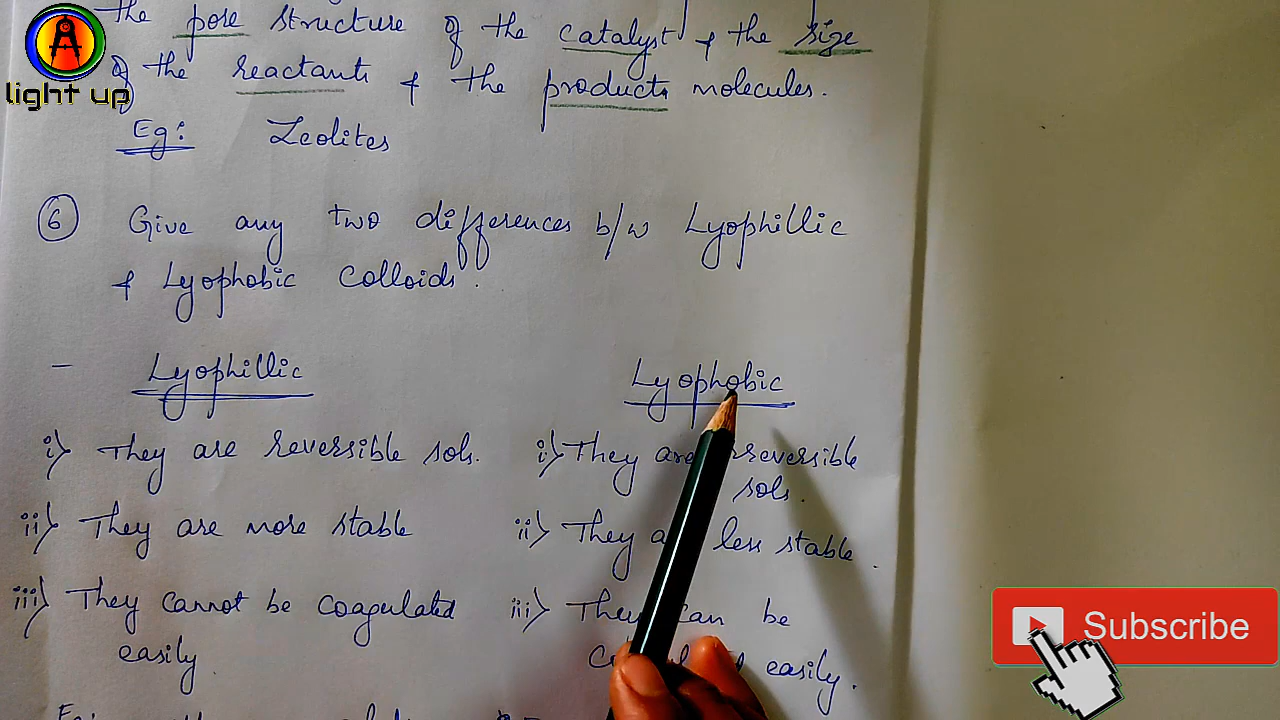 the pore structure of the catalyst & the size
of the reactants & the products molecules.
light up
Eg: Zeolites
6 Give any two differences b/w Lyophillic
& Lyophobic Colloids.
- Lyophillic Lyophobic
i) They are reversible sols. i) They are irreversible
sols.
ii) They are more stable ii) They less stable.
iii) They cannot be coagulated iii) They can be
easily easily.
Subscribe